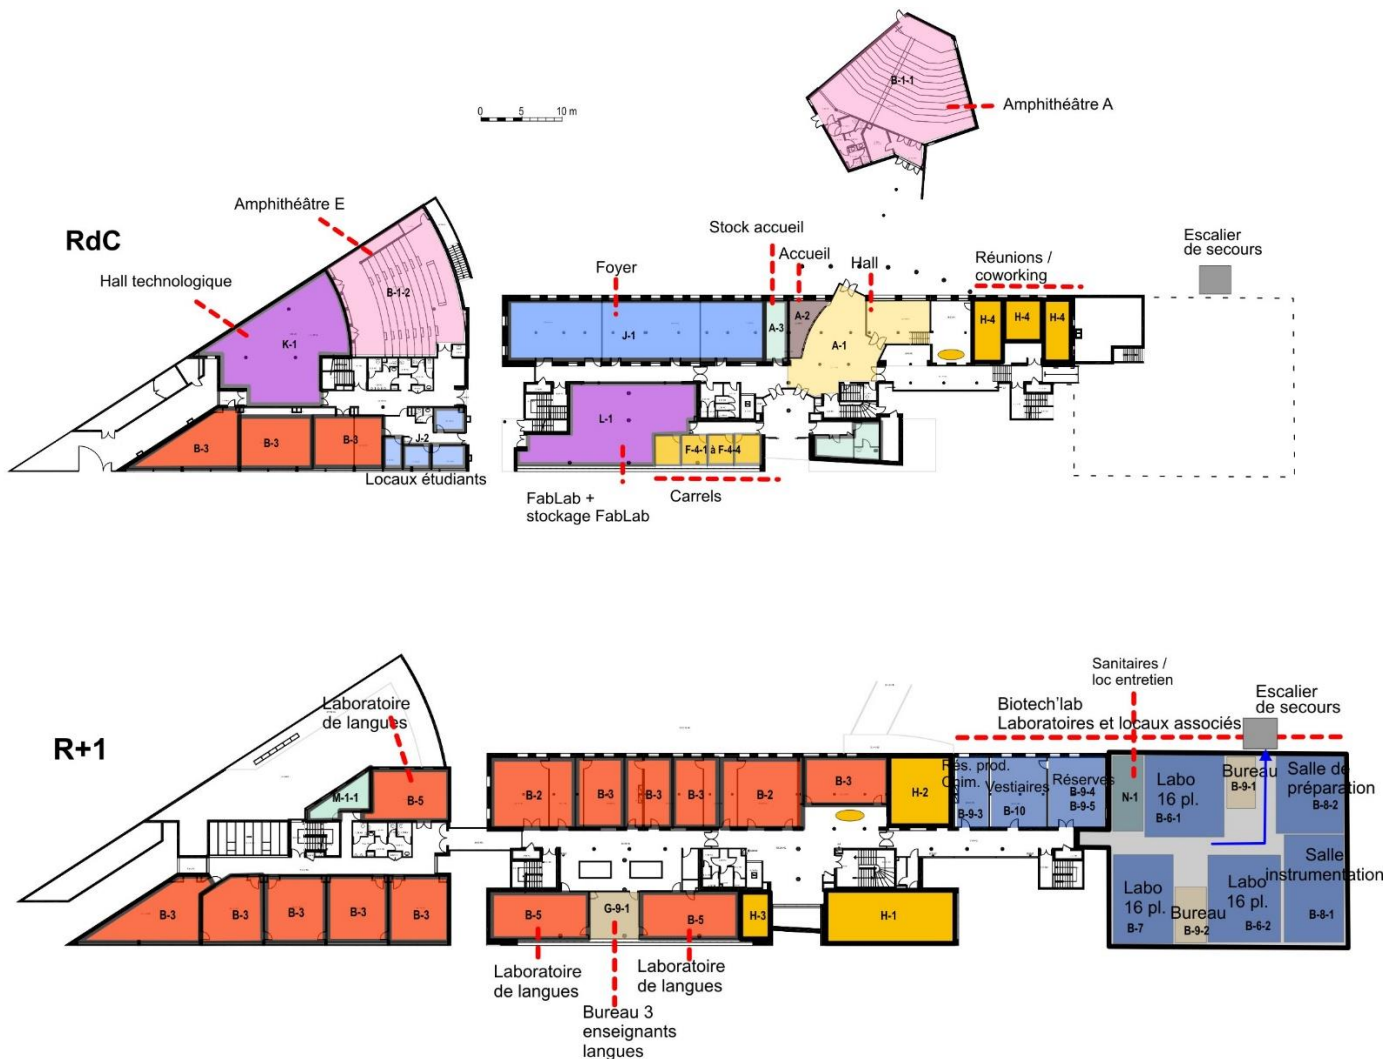 B-1-1
Amphithéâtre A
0 5 10 m
Amphithéâtre E
RdC
Hall technologique
Stock accueil
Accueil
Foyer
Hall
Réunions /
coworking
Escalier
de secours
B-1-2
K-1
J-1
A-3
A-2
A-1
H-4
H-4
H-4
B-3
B-3
B-3
J-2
L-1
F-4-1 à F-4-4
Locaux étudiants
FabLab +
stockage FabLab
Carrels
R+1
Laboratoire
de langues
Sanitaires /
loc entretien
Biotech'lab
Laboratoires et locaux associés
Escalier
de secours
M-1-1
B-5
B-2
B-3
B-3
B-3
B-2
B-3
H-2
Rés. prod.
Chim.
B-9-3
Vestiaires
B-10
Réserves
B-9-4
B-9-5
N-1
Labo
16 pl.
B-6-1
Bureau
B-9-1
Salle de
préparation
B-8-2
B-3
B-3
B-3
B-3
B-3
B-5
G-9-1
B-5
H-3
H-1
Labo
16 pl.
B-7
Bureau
B-9-2
Labo
16 pl.
B-6-2
Salle
instrumentation
B-8-1
Laboratoire
de langues
Laboratoire
de langues
Bureau 3
enseignants
langues